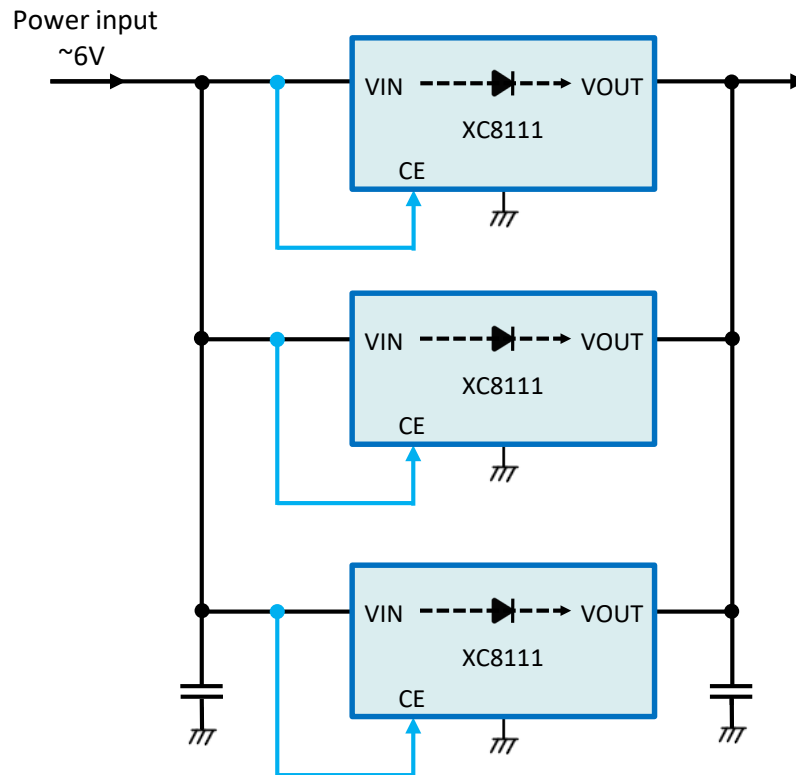 Power input
~6V
VIN
VOUT
XC8111
CE
VIN
VOUT
XC8111
CE
VIN
VOUT
XC8111
CE